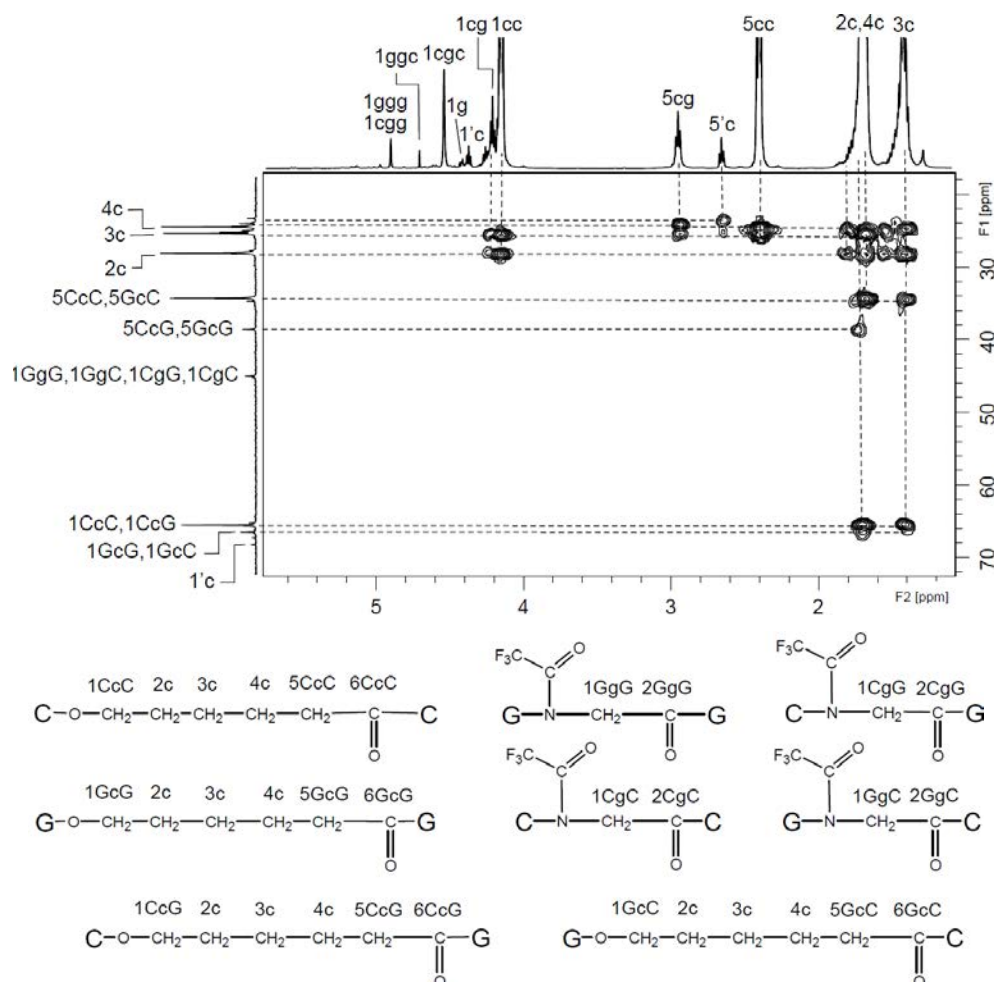 1cg 1cc
5cc
2c,4c
3c
1cgc
1ggc
1ggg
1cgg
1g
1'c
5cg
5'c
4c
3c
2c
5CcC,5GcC
5CcG,5GcG
1GgG,1GgC,1CgG,1CgC
1CcC,1CcG
1GcG,1GcC
1'c
F1 [ppm]
30
40
50
60
70
5
4
3
2
F2 [ppm]
1CcC 2c 3c 4c 5CcC 6CcC
C-O-CH2-CH2-CH2-CH2-CH2-C-C
O
F3C O
C
1GgG 2GgG
G-N-CH2-C-G
O
F3C O
C
1CgG 2CgG
C-N-CH2-C-G
O
1GcG 2c 3c 4c 5GcG 6GcG
G-O-CH2-CH2-CH2-CH2-CH2-C-G
O
F3C O
C
1CgC 2CgC
C-N-CH2-C-C
O
F3C O
C
1GgC 2GgC
G-N-CH2-C-C
O
1CcG 2c 3c 4c 5CcG 6CcG
C-O-CH2-CH2-CH2-CH2-CH2-C-G
O
1GcC 2c 3c 4c 5GcC 6GcC
G-O-CH2-CH2-CH2-CH2-CH2-C-C
O